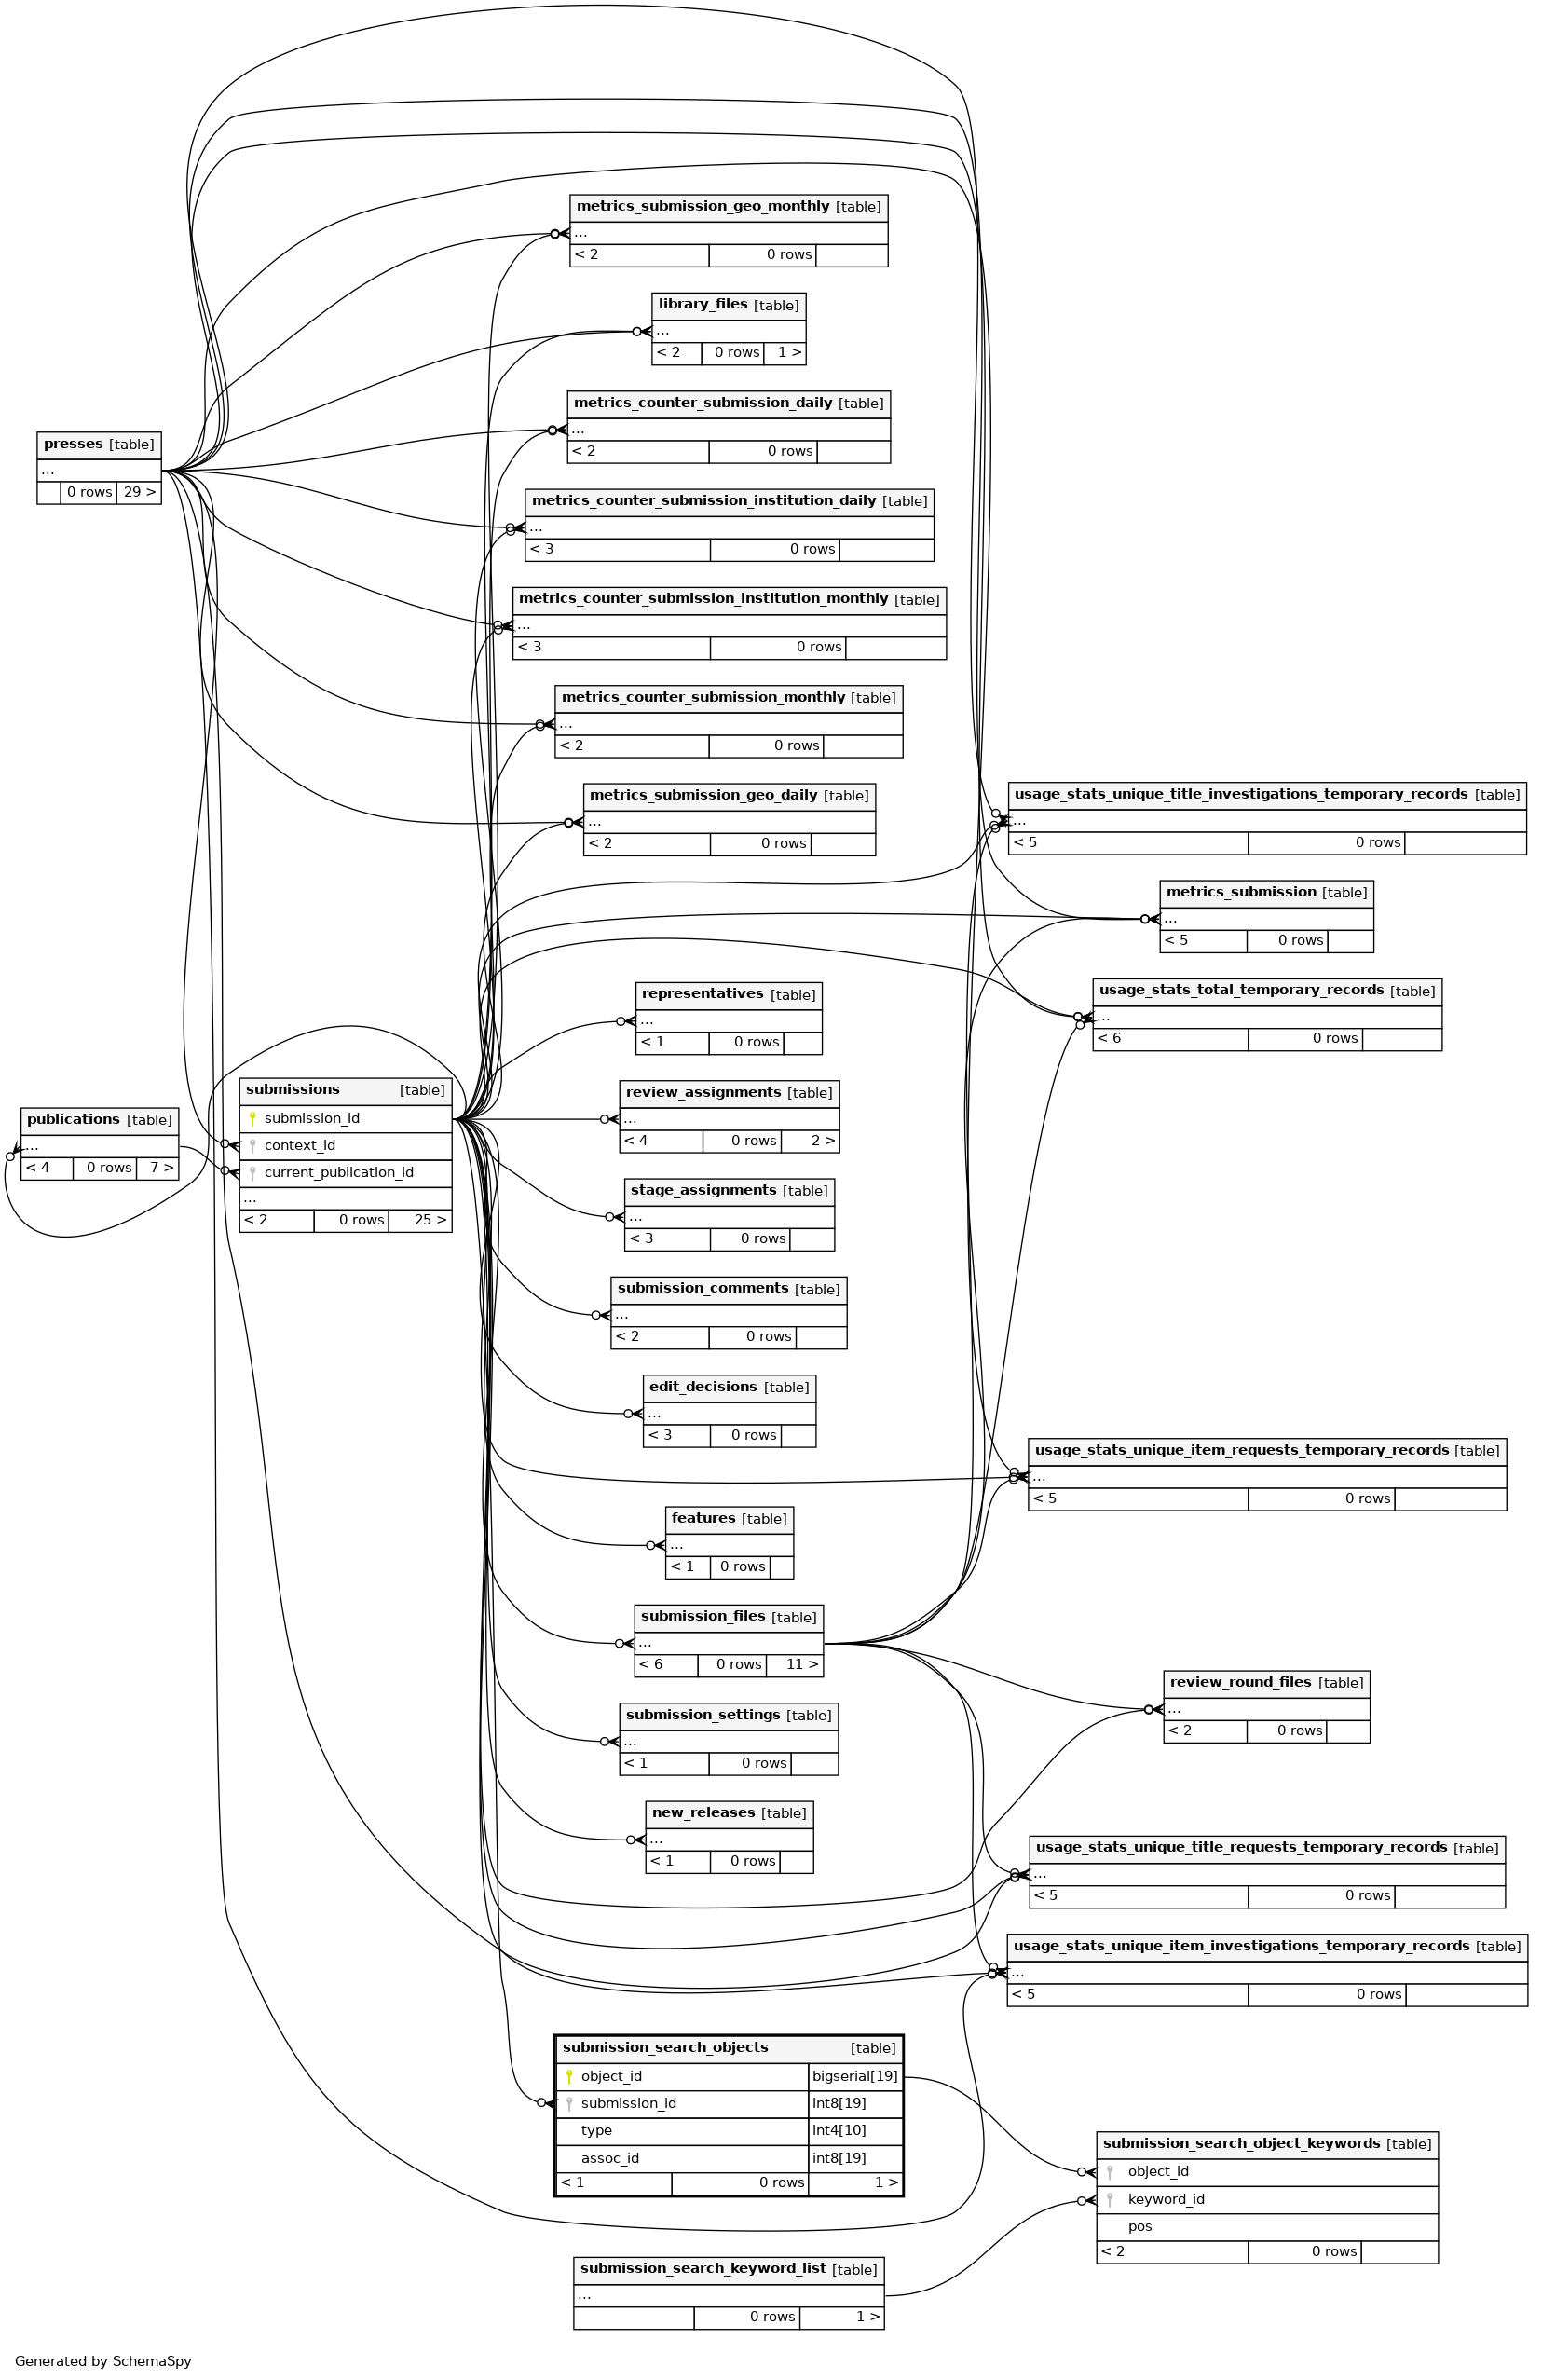 metrics_submission_geo_monthly [table]
...
< 2 0 rows
library_files [table]
...
< 2 0 rows 1 >
metrics_counter_submission_daily [table]
...
< 2 0 rows
presses [table]
...
0 rows 29 >
metrics_counter_submission_institution_daily [table]
...
< 3 0 rows
metrics_counter_submission_institution_monthly [table]
...
< 3 0 rows
metrics_counter_submission_monthly [table]
...
< 2 0 rows
metrics_submission_geo_daily [table]
...
< 2 0 rows
usage_stats_unique_title_investigations_temporary_records [table]
...
< 5 0 rows
metrics_submission [table]
...
< 5 0 rows
usage_stats_total_temporary_records [table]
...
< 6 0 rows
representatives [table]
...
< 1 0 rows
submissions [table]
submission_id
context_id
current_publication_id
...
< 2 0 rows 25 >
publications [table]
...
< 4 0 rows 7 >
review_assignments [table]
...
< 4 0 rows 2 >
stage_assignments [table]
...
< 3 0 rows
submission_comments [table]
...
< 2 0 rows
edit_decisions [table]
...
< 3 0 rows
usage_stats_unique_item_requests_temporary_records [table]
...
< 5 0 rows
features [table]
...
< 1 0 rows
submission_files [table]
...
< 6 0 rows 11 >
review_round_files [table]
...
< 2 0 rows
submission_settings [table]
...
< 1 0 rows
new_releases [table]
...
< 1 0 rows
usage_stats_unique_title_requests_temporary_records [table]
...
< 5 0 rows
usage_stats_unique_item_investigations_temporary_records [table]
...
< 5 0 rows
submission_search_objects [table]
object_id bigserial[19]
submission_id int8[19]
type int4[10]
assoc_id int8[19]
< 1 0 rows 1 >
submission_search_object_keywords [table]
object_id
keyword_id
pos
< 2 0 rows
submission_search_keyword_list [table]
...
0 rows 1 >
Generated by SchemaSpy